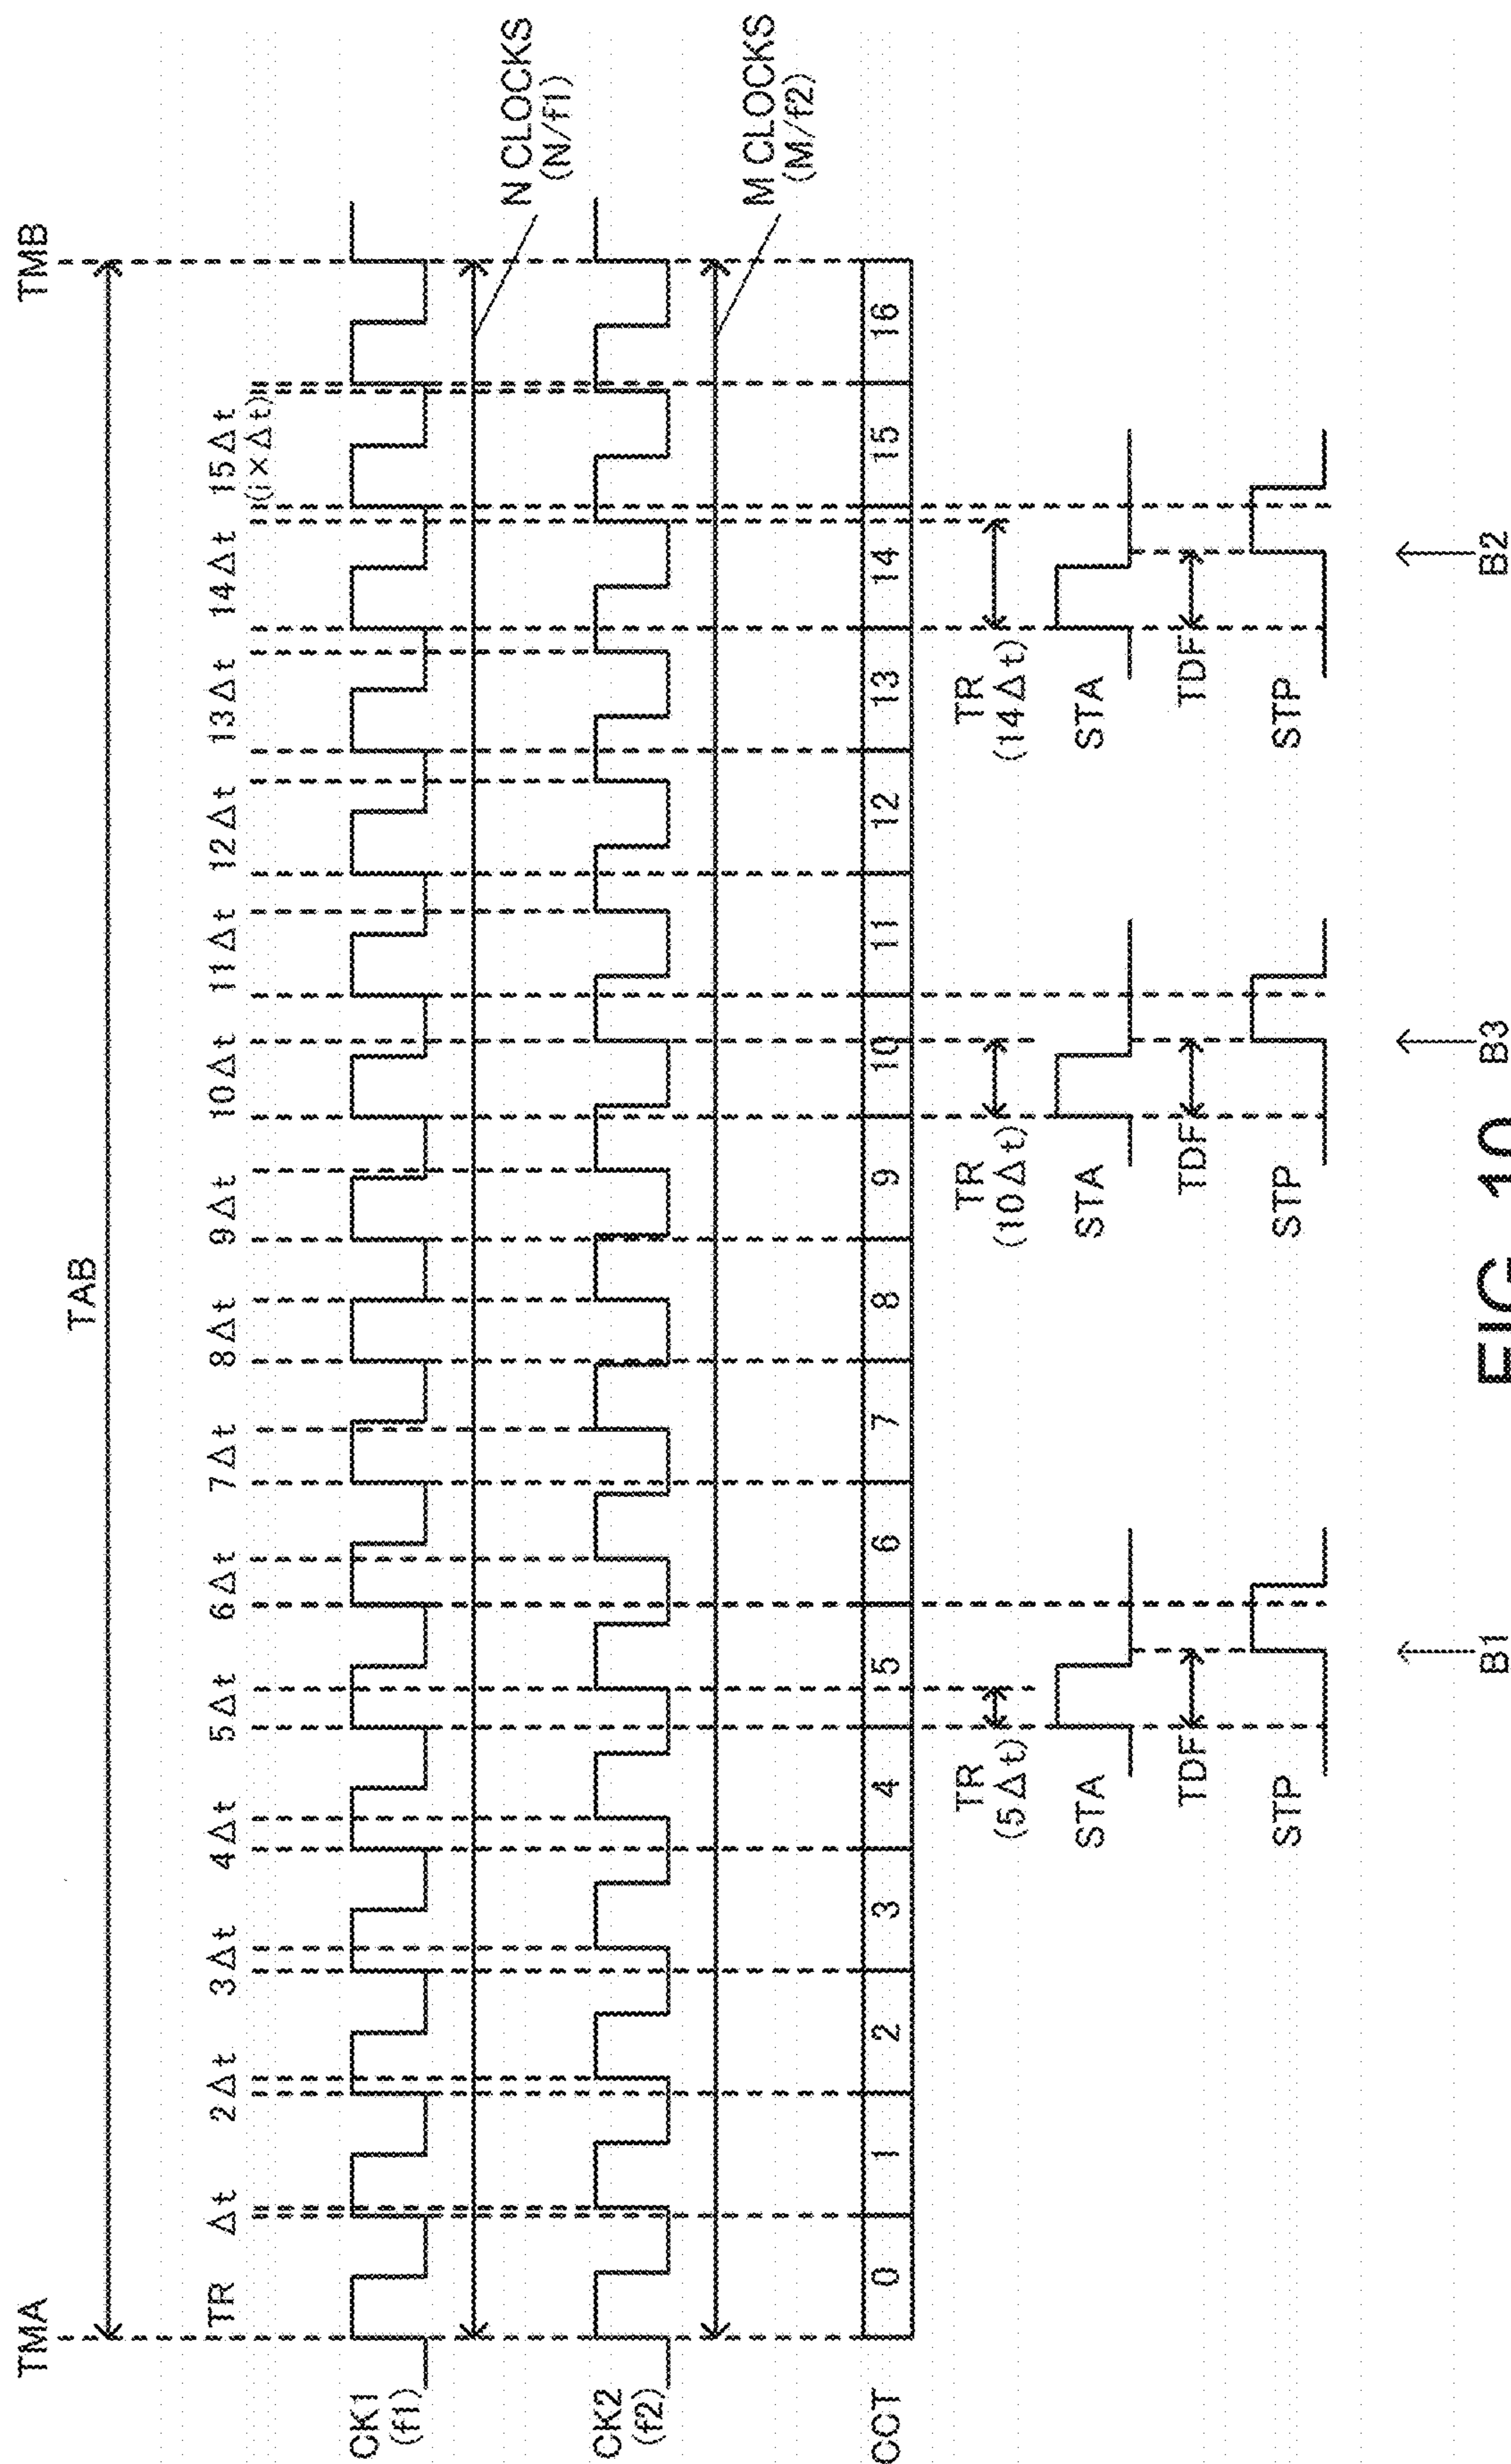 TMA
TMB
TAB
TR
Δt
2Δt
3Δt
4Δt
5Δt
6Δt
7Δt
8Δt
9Δt
10Δt
11Δt
12Δt
13Δt
14Δt
15Δt
(i×Δt)
CK1
(f1)
N CLOCKS
(N/f1)
CK2
(f2)
M CLOCKS
(M/f2)
CCT
0
1
2
3
4
5
6
7
8
9
10
11
12
13
14
15
16
TR
(5Δt)
TR
(10Δt)
TR
(14Δt)
STA
STA
STA
TDF
TDF
TDF
STP
STP
STP
B1
B3
B2
FIG. 10